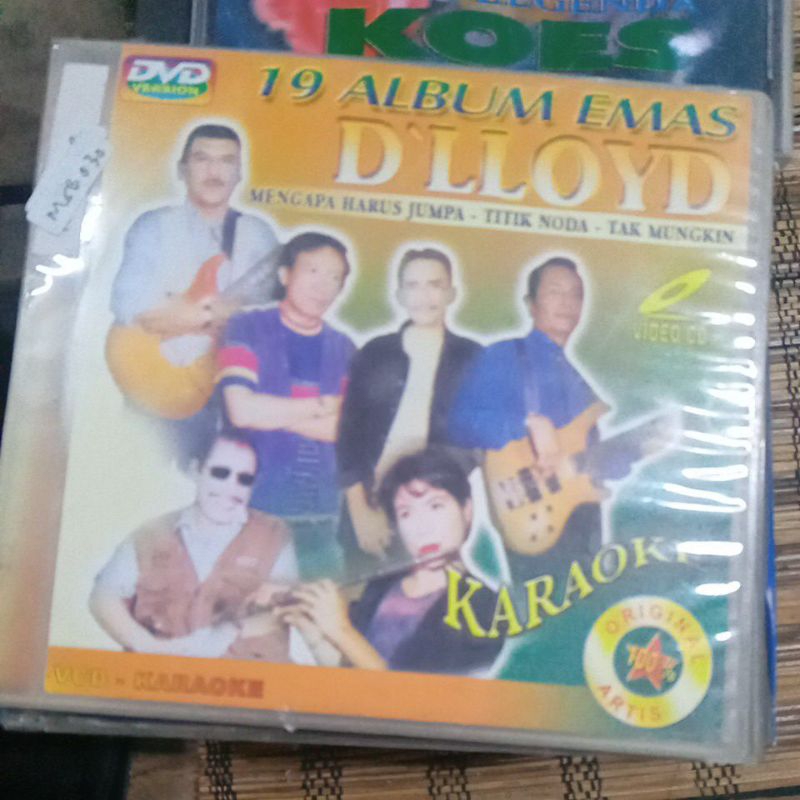 LEGENDA
KOES
DVD
VERSION
19 ALBUM EMAS
D`LLOYD
MENGAPA HARUS JUMPA - TITIK NODA - TAK MUNGKIN
VIDEO CD
KARAOKE
ORIGINAL
100%
ARTIS
VCD - KARAOKE